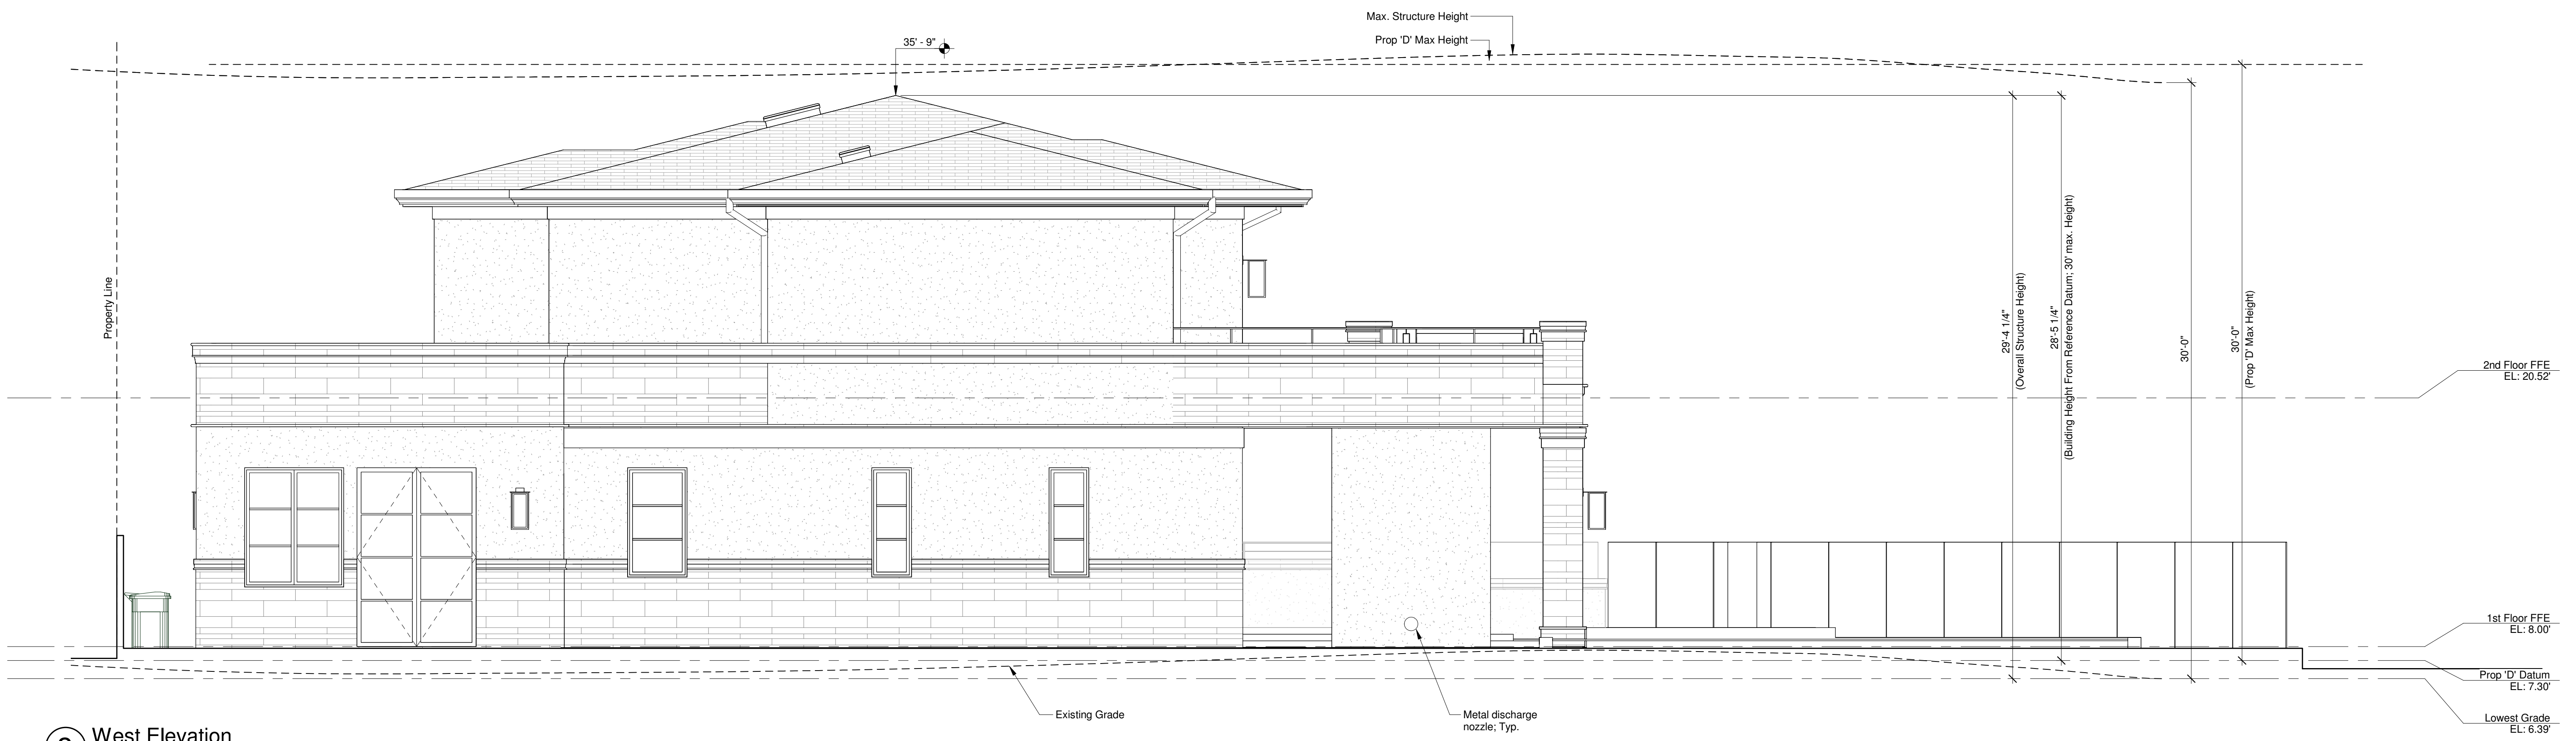 Max. Structure Height
35' - 9"
Prop 'D' Max Height
Property Line
29'-4 1/4"
(Overall Structure Height)
28'-5 1/4"
(Building Height From Reference Datum; 30' max. Height)
30'-0"
30'-0"
(Prop 'D' Max Height)
2nd Floor FFE
EL: 20.52'
1st Floor FFE
EL: 8.00'
Prop 'D' Datum
EL: 7.30'
Lowest Grade
EL: 6.39'
Existing Grade
Metal discharge
nozzle; Typ.
West Elevation